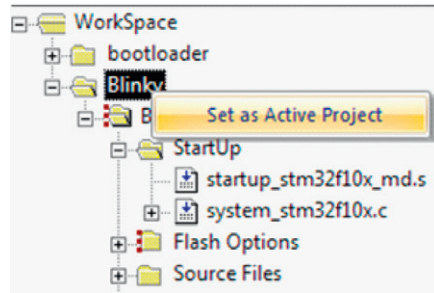 WorkSpace
bootloader
Blinky
B
Set as Active Project
StartUp
startup_stm32f10x_md.s
system_stm32f10x.c
Flash Options
Source Files